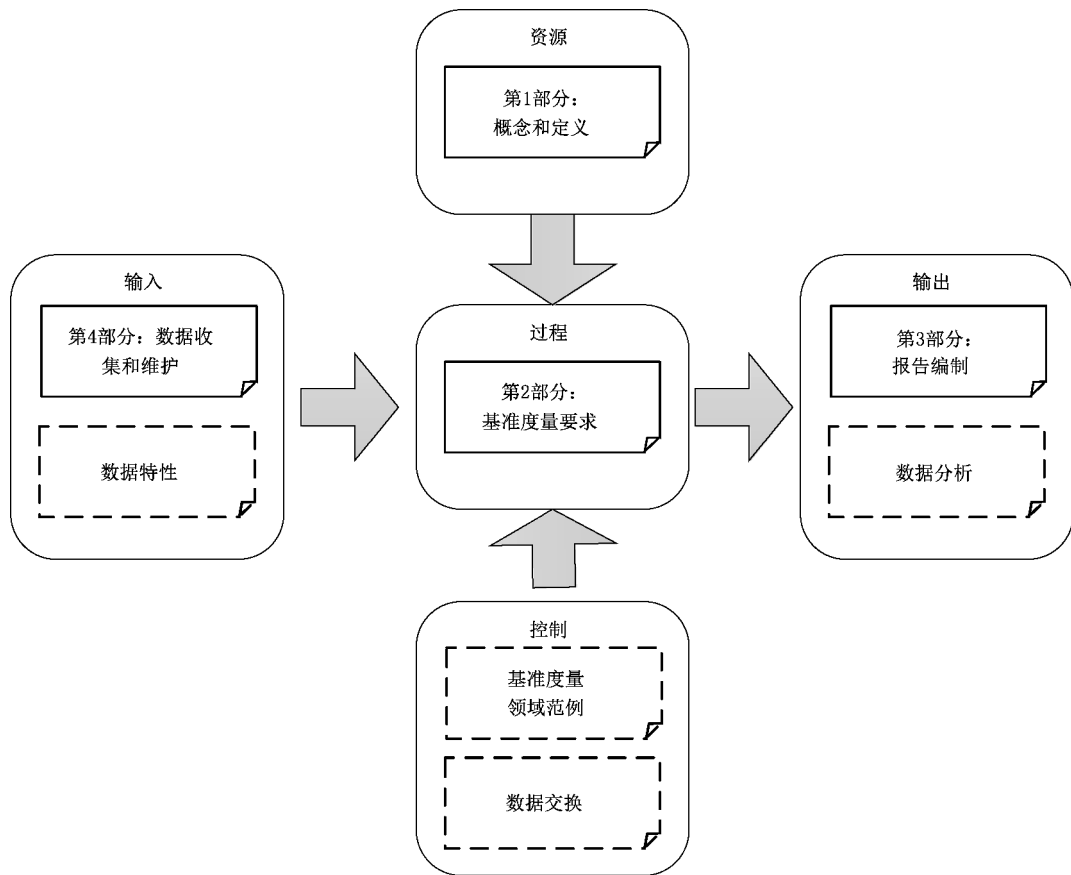 资源
第1部分：
概念和定义
输入
第4部分：数据收
集和维护
数据特性
过程
第2部分：
基准度量要求
输出
第3部分：
报告编制
数据分析
控制
基准度量
领域范例
数据交换